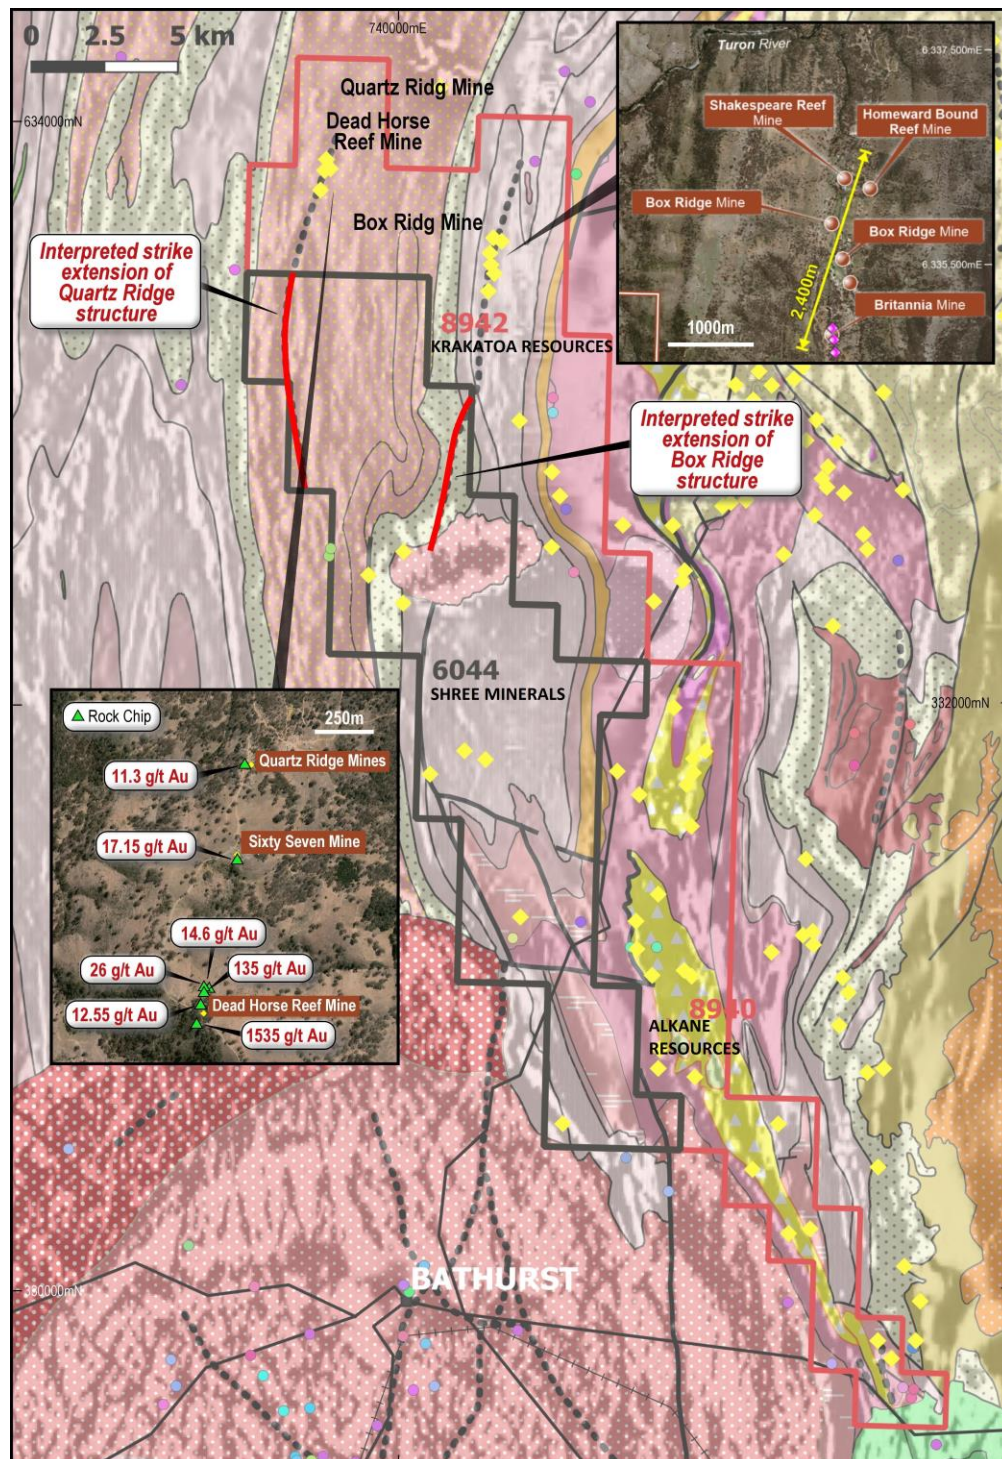 0 2.5 5 km
740000mE
634000mN
Quartz Ridg Mine
Dead Horse
Reef Mine
Box Ridg Mine
Interpreted strike
extension of
Quartz Ridge
structure
8942
KRAKATOA RESOURCES
Turon River
6 337,500mE
Shakespeare Reef
Mine
Homeward Bound
Reef Mine
Box Ridge Mine
Box Ridge Mine
6,335,500mE
Britannia Mine
2,400m
1000m
Interpreted strike
extension of
Box Ridge
structure
6044
SHREE MINERALS
332000mN
Rock Chip
250m
Quartz Ridge Mines
11.3 g/t Au
Sixty Seven Mine
17.15 g/t Au
14.6 g/t Au
26 g/t Au
135 g/t Au
12.55 g/t Au
Dead Horse Reef Mine
1535 g/t Au
8940
ALKANE
RESOURCES
BATHURST
380000mN